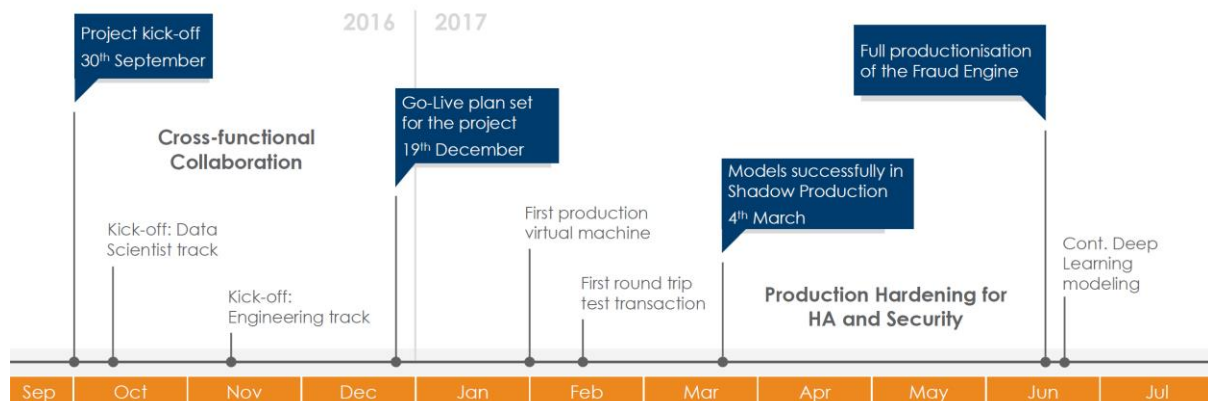 2016 2017
Project kick-off
30th September
Full productionisation
of the Fraud Engine
Go-Live plan set
for the project
19th December
Cross-functional
Collaboration
Models successfully in
Shadow Production
4th March
First production
virtual machine
Kick-off: Data
Scientist track
Cont. Deep
Learning
modeling
First round trip
test transaction
Kick-off:
Engineering track
Production Hardening for
HA and Security
Sep Oct Nov Dec Jan Feb Mar Apr May Jun Jul